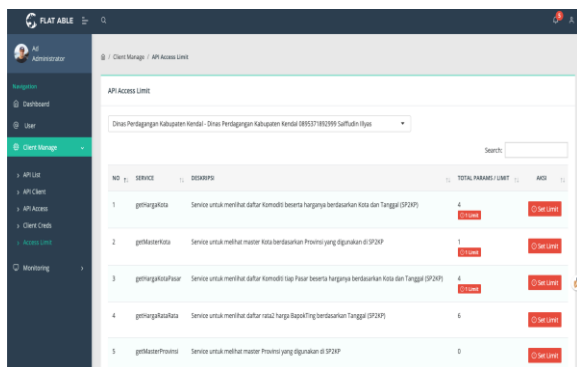 FLAT ABLE
Ad
Administrator
Navigation
Dashboard
User
Client Manage
API List
API Client
API Access
Client Creds
Access Limit
Monitoring
/ Client Manage / API Access Limit
API Access Limit
Dinas Perdagangan Kabupaten Kendal - Dinas Perdagangan Kabupaten Kendal 0895371892999 Saiffudin Illyas
Search:
NO SERVICE DESKRIPSI TOTAL PARAMS / LIMIT AKSI
1 getHargaKota Service untuk menlihat daftar Komoditi beserta harganya berdasarkan Kota dan Tanggal (SP2KP) 4 Set Limit
Limit
2 getMasterKota Service untuk melihat master Kota berdasarkan Provinsi yang digunakan di SP2KP 1 Set Limit
Limit
3 getHargaKotaPasar Service untuk menlihat daftar Komoditi tiap Pasar beserta harganya berdasarkan Kota dan Tanggal (SP2KP) 4 Set Limit
Limit
4 getHargaRataRata Service untuk menlihat daftar rata2 harga BapokTing berdasarkan Tanggal (SP2KP) 6 Set Limit
5 getMasterProvinsi Service untuk melihat master Provinsi yang digunakan di SP2KP 0 Set Limit